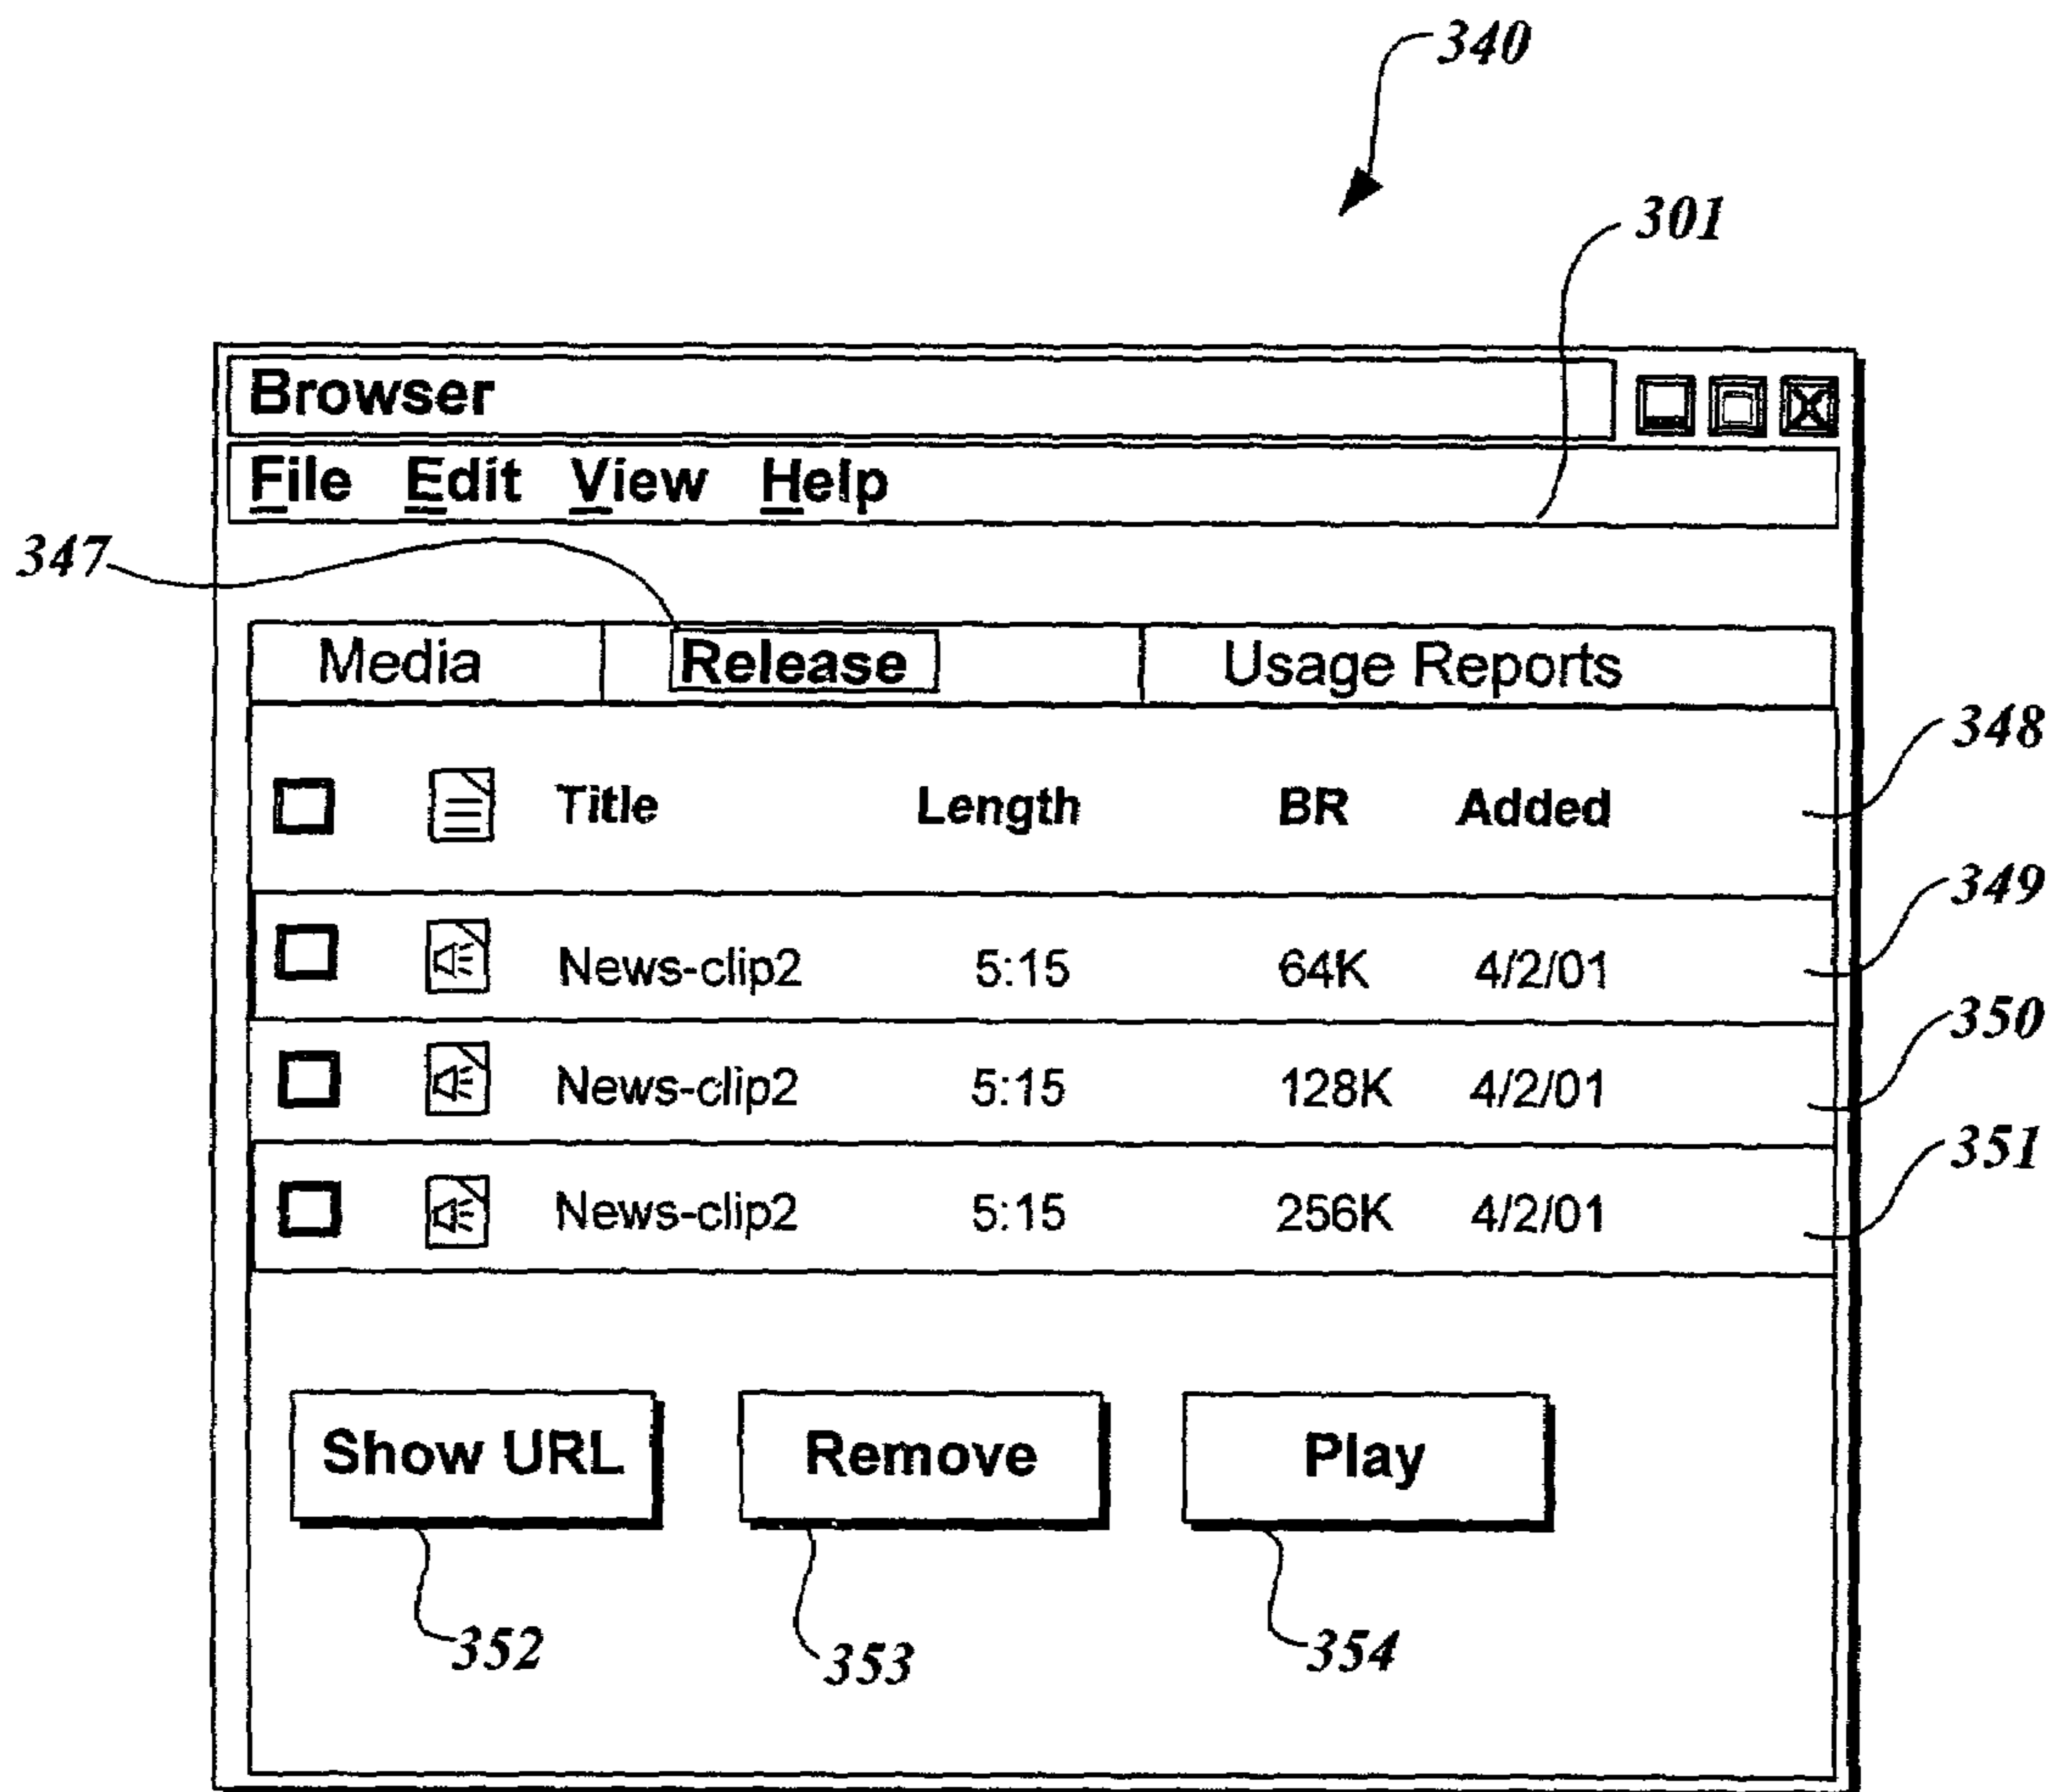 340
301
Browser
File Edit View Help
347
Media Release Usage Reports
348
Title Length BR Added
349
News-clip2 5:15 64K 4/2/01
350
News-clip2 5:15 128K 4/2/01
351
News-clip2 5:15 256K 4/2/01
Show URL Remove Play
352 353 354